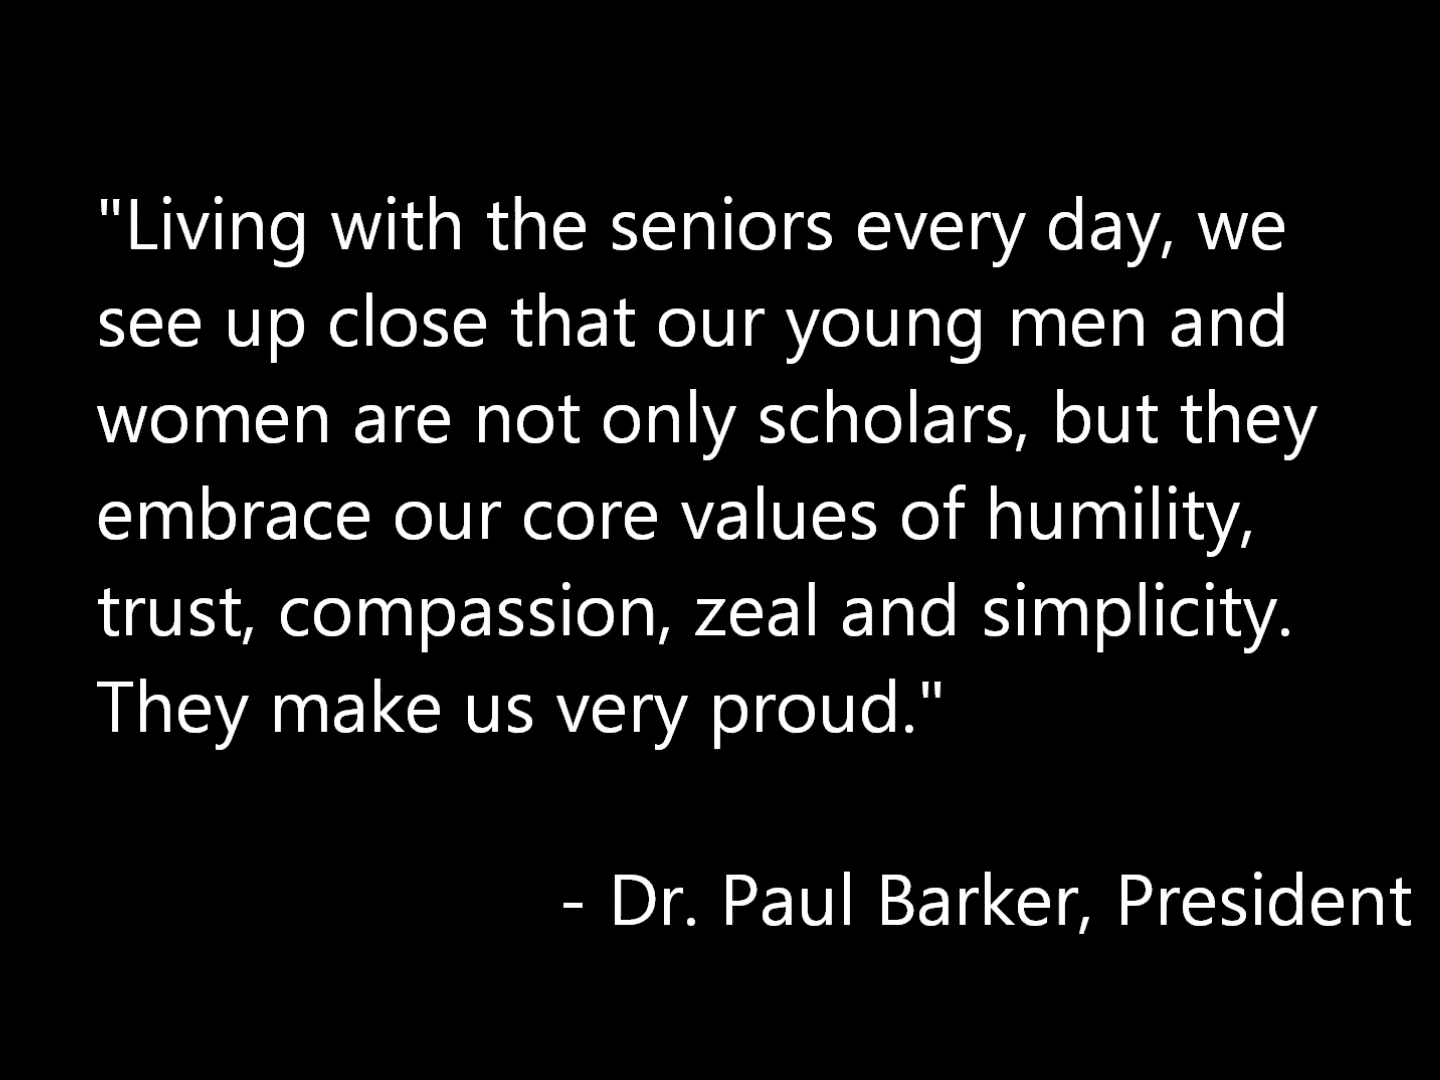 "Living with the seniors every day, we
see up close that our young men and
women are not only scholars, but they
embrace our core values of humility,
trust, compassion, zeal and simplicity.
They make us very proud."
- Dr. Paul Barker, President